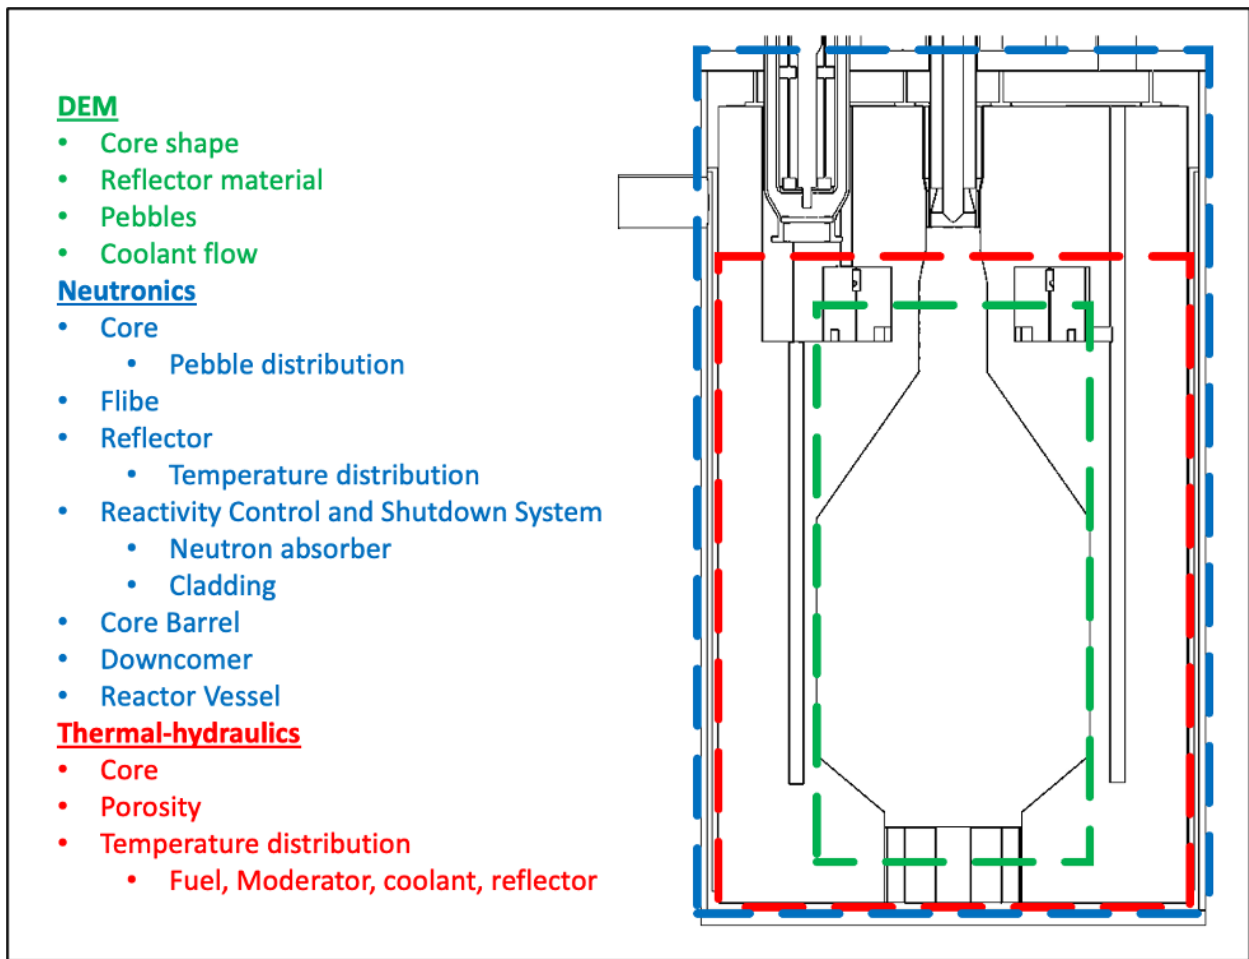 DEM
• Core shape
• Reflector material
• Pebbles
• Coolant flow
Neutronics
• Core
• Pebble distribution
• Flibe
• Reflector
• Temperature distribution
• Reactivity Control and Shutdown System
• Neutron absorber
• Cladding
• Core Barrel
• Downcomer
• Reactor Vessel
Thermal-hydraulics
• Core
• Porosity
• Temperature distribution
• Fuel, Moderator, coolant, reflector